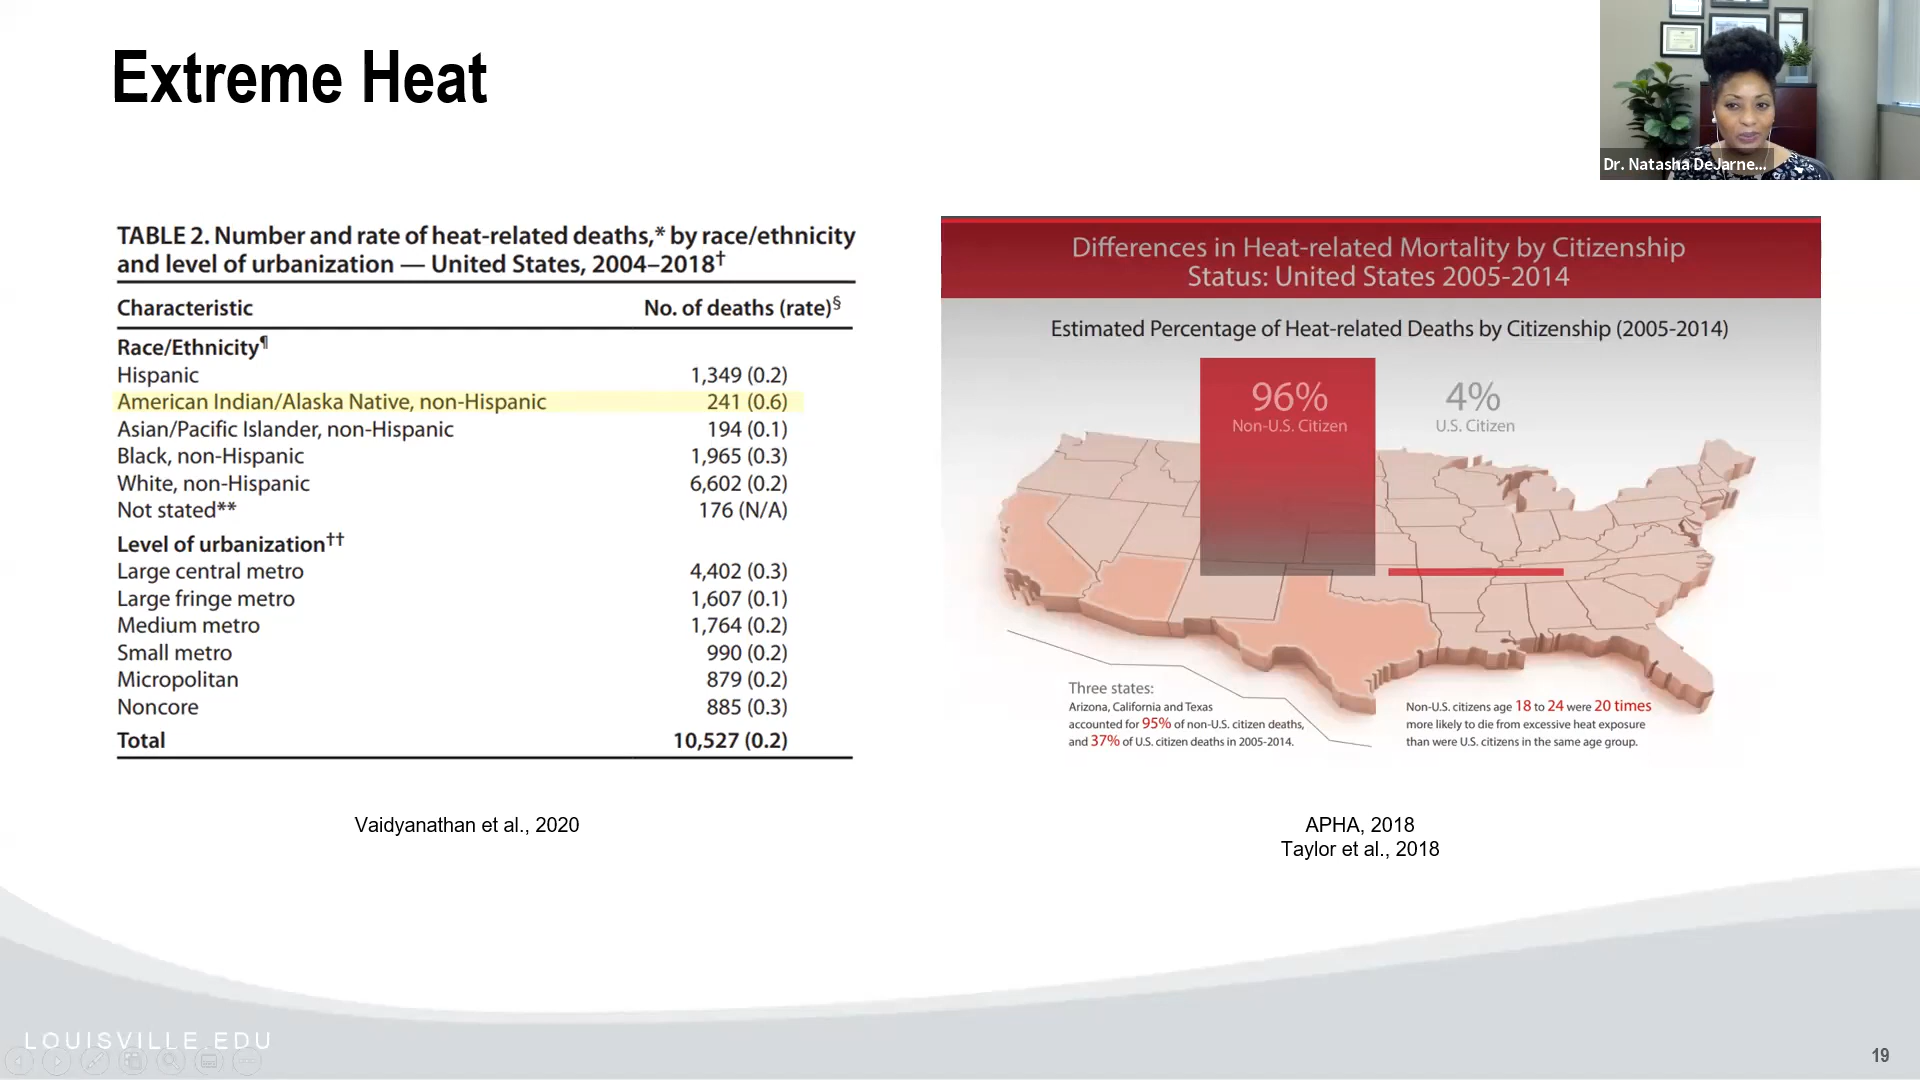 Extreme Heat
Dr. Natasha DeJarne...
TABLE 2. Number and rate of heat-related deaths,* by race/ethnicity
and level of urbanization — United States, 2004–2018†
Characteristic No. of deaths (rate)§
Race/Ethnicity¶
Hispanic 1,349 (0.2)
American Indian/Alaska Native, non-Hispanic 241 (0.6)
Asian/Pacific Islander, non-Hispanic 194 (0.1)
Black, non-Hispanic 1,965 (0.3)
White, non-Hispanic 6,602 (0.2)
Not stated** 176 (N/A)
Level of urbanization††
Large central metro 4,402 (0.3)
Large fringe metro 1,607 (0.1)
Medium metro 1,764 (0.2)
Small metro 990 (0.2)
Micropolitan 879 (0.2)
Noncore 885 (0.3)
Total 10,527 (0.2)
Vaidyanathan et al., 2020
Differences in Heat-related Mortality by Citizenship
Status: United States 2005-2014
Estimated Percentage of Heat-related Deaths by Citizenship (2005-2014)
96%
Non-U.S. Citizen
4%
U.S. Citizen
Three states:
Arizona, California and Texas
accounted for 95% of non-U.S. citizen deaths,
and 37% of U.S. citizen deaths in 2005-2014.
Non-U.S. citizens age 18 to 24 were 20 times
more likely to die from excessive heat exposure
than were U.S. citizens in the same age group.
APHA, 2018
Taylor et al., 2018
LOUISVILLE.EDU
19